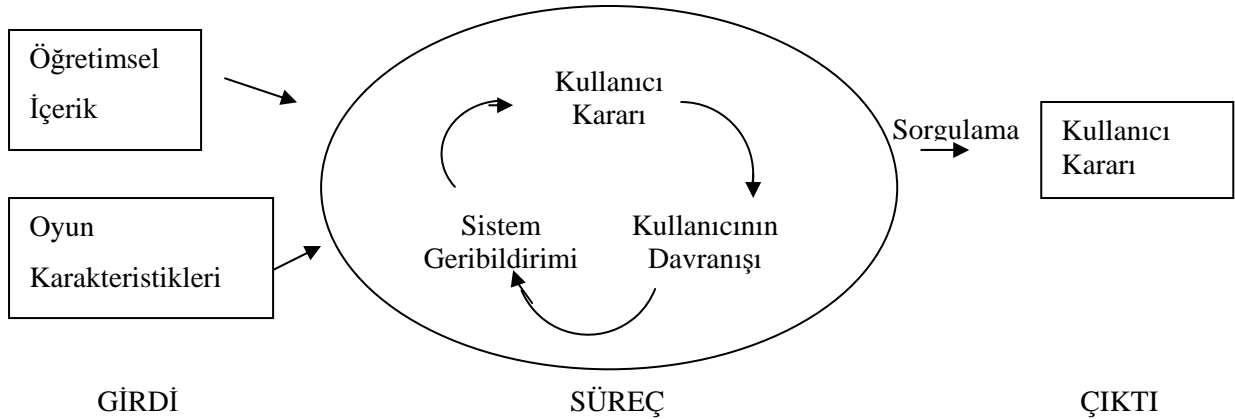 Öğretimsel
İçerik
Oyun
Karakteristikleri
Kullanıcı
Kararı
Sistem
Geribildirimi
Kullanıcının
Davranışı
Sorgulama
Kullanıcı
Kararı
GİRDİ
SÜREÇ
ÇIKTI